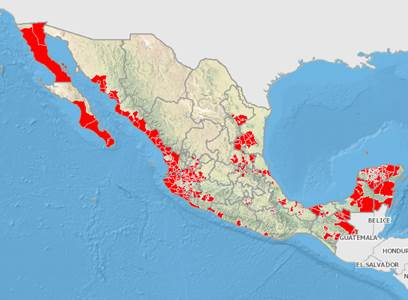 BELICE
GUATEMALA
HONDUR
EL SALVADOR
N